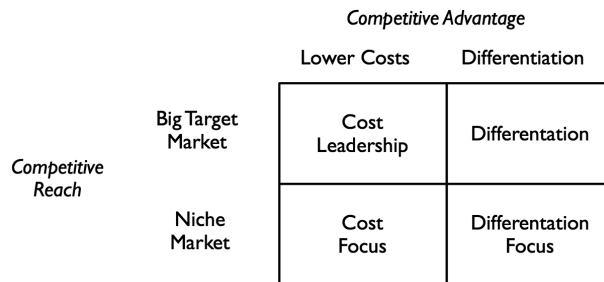 Competitive Advantage
Lower Costs Differentiation
Big Target
Market
Cost
Leadership
Differentation
Competitive
Reach
Niche
Market
Cost
Focus
Differentation
Focus